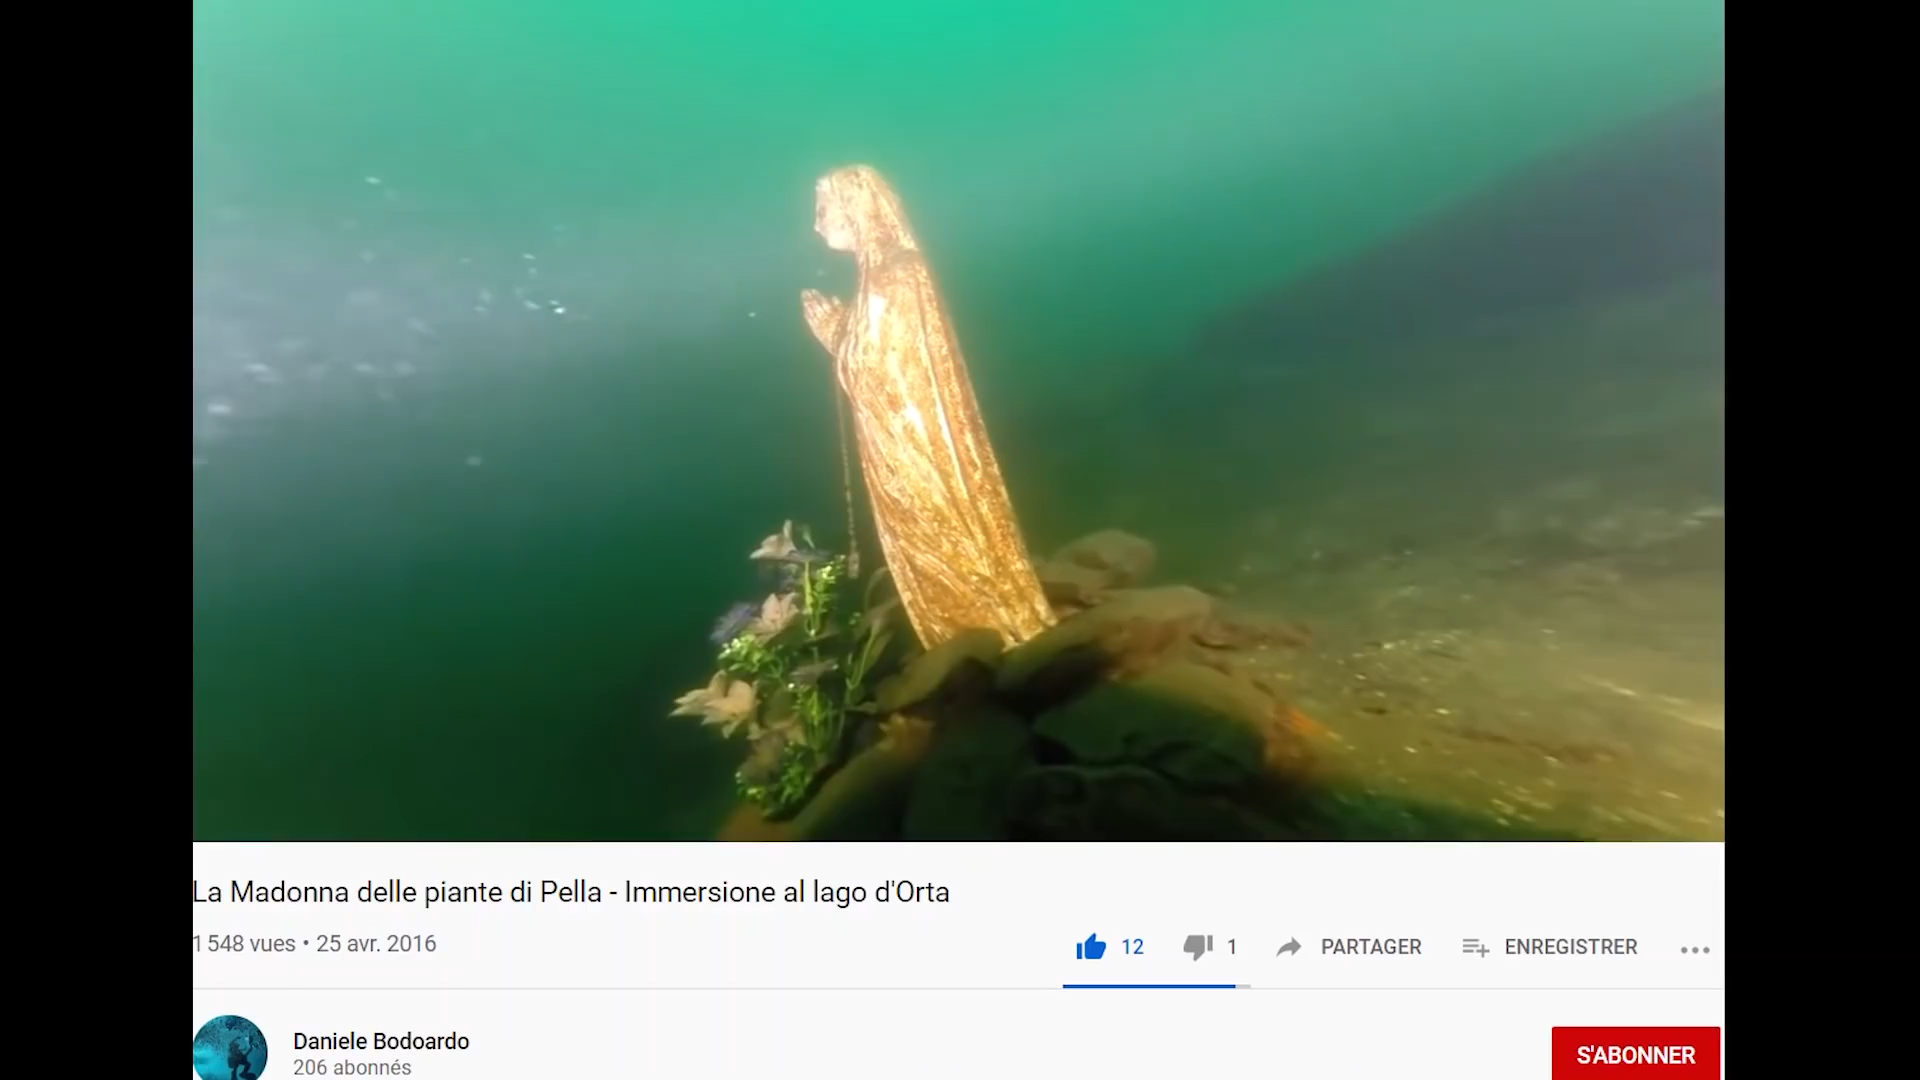 La Madonna delle piante di Pella - Immersione al lago d'Orta
1 548 vues • 25 avr. 2016
12
1
PARTAGER
ENREGISTRER
Daniele Bodoardo
206 abonnés
S'ABONNER